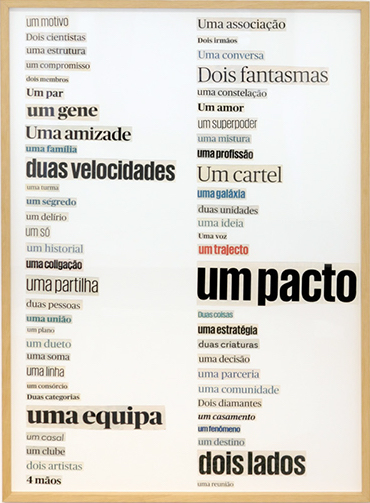 um motivo
Dois cientistas
uma estrutura
um compromisso
dois membros
Um par
um gene
Uma amizade
uma família
duas velocidades
uma turma
um segredo
um delírio
um só
um historial
uma coligação
uma partilha
duas pessoas
uma união
um plano
um dueto
uma soma
uma linha
um consórcio
Duas categorias
uma equipa
um casal
um clube
dois artistas
4 mãos
Uma associação
Dois irmãos
Uma conversa
Dois fantasmas
uma constelação
Um amor
um superpoder
uma mistura
uma profissão
Um cartel
uma galáxia
duas unidades
uma ideia
Uma voz
um trajecto
um pacto
Duas coisas
uma estratégia
duas criaturas
uma decisão
uma parceria
uma comunidade
Dois diamantes
um casamento
um fenómeno
um destino
dois lados
uma reunião